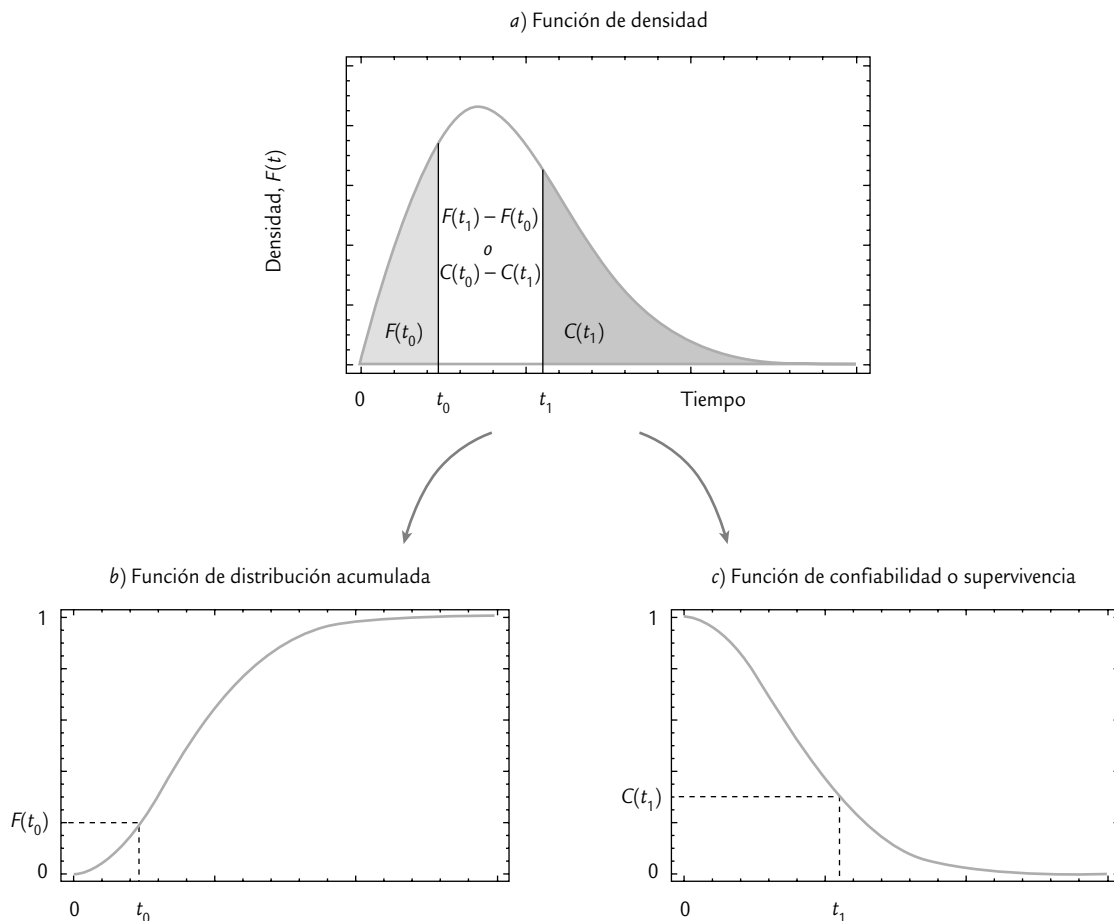 a) Función de densidad
Densidad, F(t)
F(t₁) – F(t₀)
o
C(t₀) – C(t₁)
F(t₀)
C(t₁)
0
t₀
t₁
Tiempo
b) Función de distribución acumulada
1
F(t₀)
0
0
t₀
c) Función de confiabilidad o supervivencia
1
C(t₁)
0
0
t₁